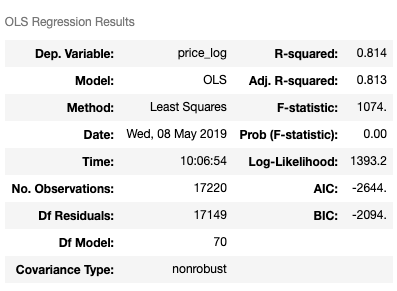 OLS Regression Results
Dep. Variable: price_log R-squared: 0.814
Model: OLS Adj. R-squared: 0.813
Method: Least Squares F-statistic: 1074.
Date: Wed, 08 May 2019 Prob (F-statistic): 0.00
Time: 10:06:54 Log-Likelihood: 1393.2
No. Observations: 17220 AIC: -2644.
Df Residuals: 17149 BIC: -2094.
Df Model: 70
Covariance Type: nonrobust